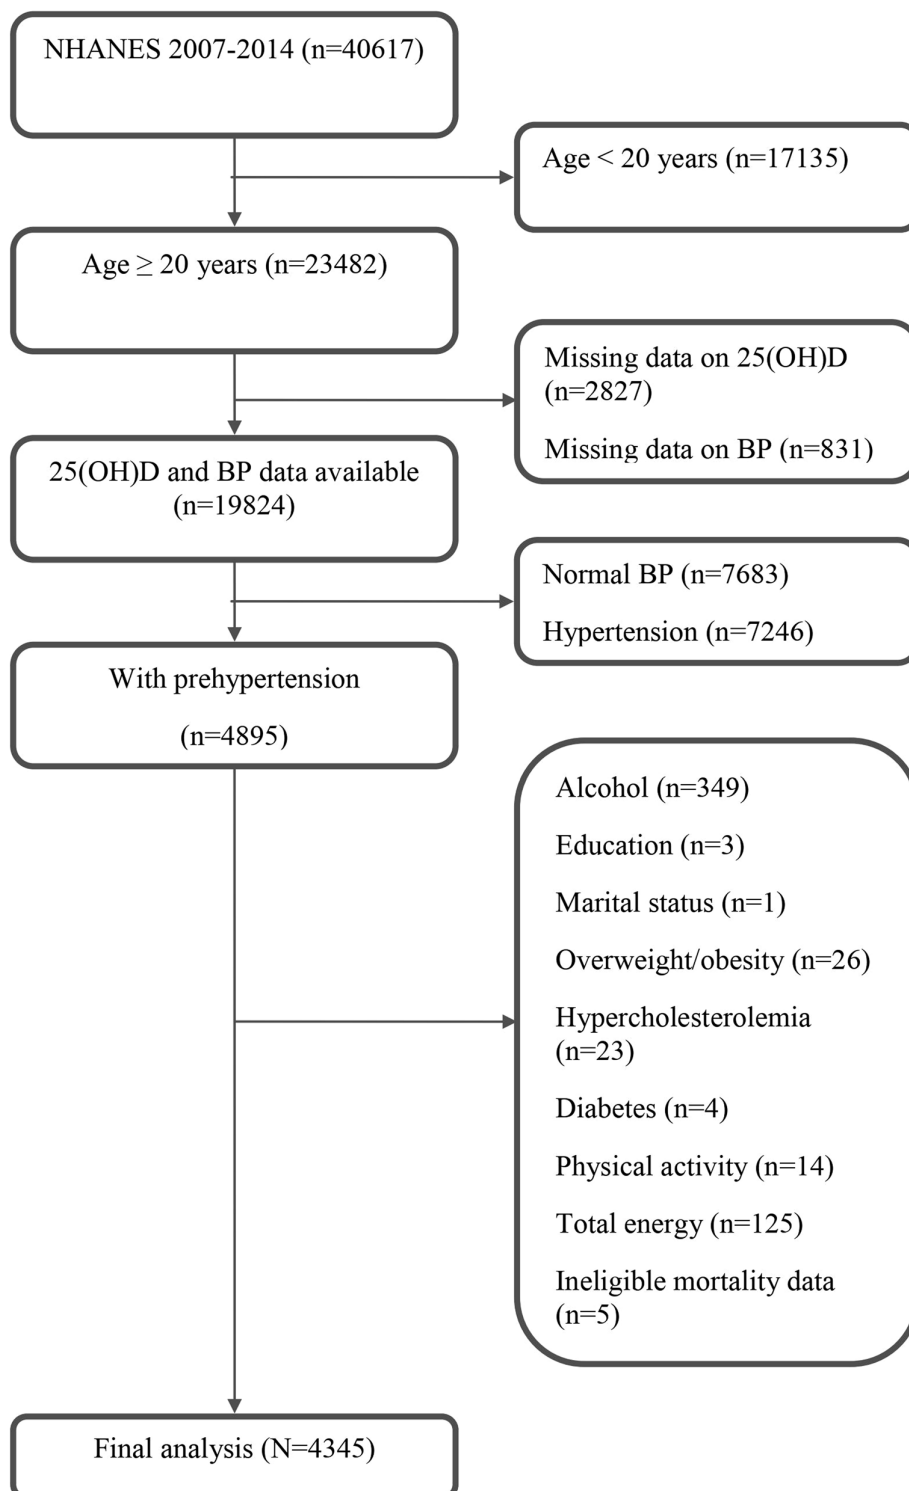 NHANES 2007-2014 (n=40617)
Age < 20 years (n=17135)
Age ≥ 20 years (n=23482)
Missing data on 25(OH)D
(n=2827)
Missing data on BP (n=831)
25(OH)D and BP data available
(n=19824)
Normal BP (n=7683)
Hypertension (n=7246)
With prehypertension
(n=4895)
Alcohol (n=349)
Education (n=3)
Marital status (n=1)
Overweight/obesity (n=26)
Hypercholesterolemia
(n=23)
Diabetes (n=4)
Physical activity (n=14)
Total energy (n=125)
Ineligible mortality data
(n=5)
Final analysis (N=4345)